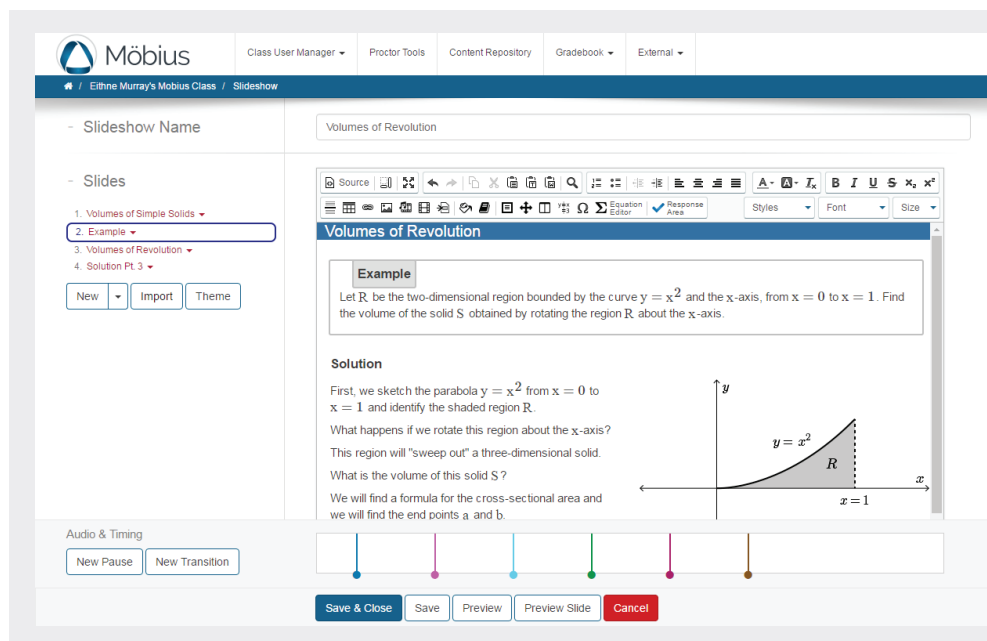 Möbius
Class User Manager
Proctor Tools
Content Repository
Gradebook
External
/ Eithne Murray's Mobius Class / Slideshow
- Slideshow Name
Volumes of Revolution
- Slides
1. Volumes of Simple Solids
2. Example
3. Volumes of Revolution
4. Solution Pt. 3
New
Import
Theme
Source
A
A
Ix
B I U S x₂ x²
Ω Σ Equation Editor
Response Area
Styles
Font
Size
Volumes of Revolution
Example
Let R be the two-dimensional region bounded by the curve y = x² and the x-axis, from x = 0 to x = 1. Find
the volume of the solid S obtained by rotating the region R about the x-axis.
Solution
First, we sketch the parabola y = x² from x = 0 to
x = 1 and identify the shaded region R.
What happens if we rotate this region about the x-axis?
This region will "sweep out" a three-dimensional solid.
What is the volume of this solid S?
We will find a formula for the cross-sectional area and
we will find the end points a and b.
y
y = x²
R
x
x = 1
Audio & Timing
New Pause
New Transition
Save & Close
Save
Preview
Preview Slide
Cancel